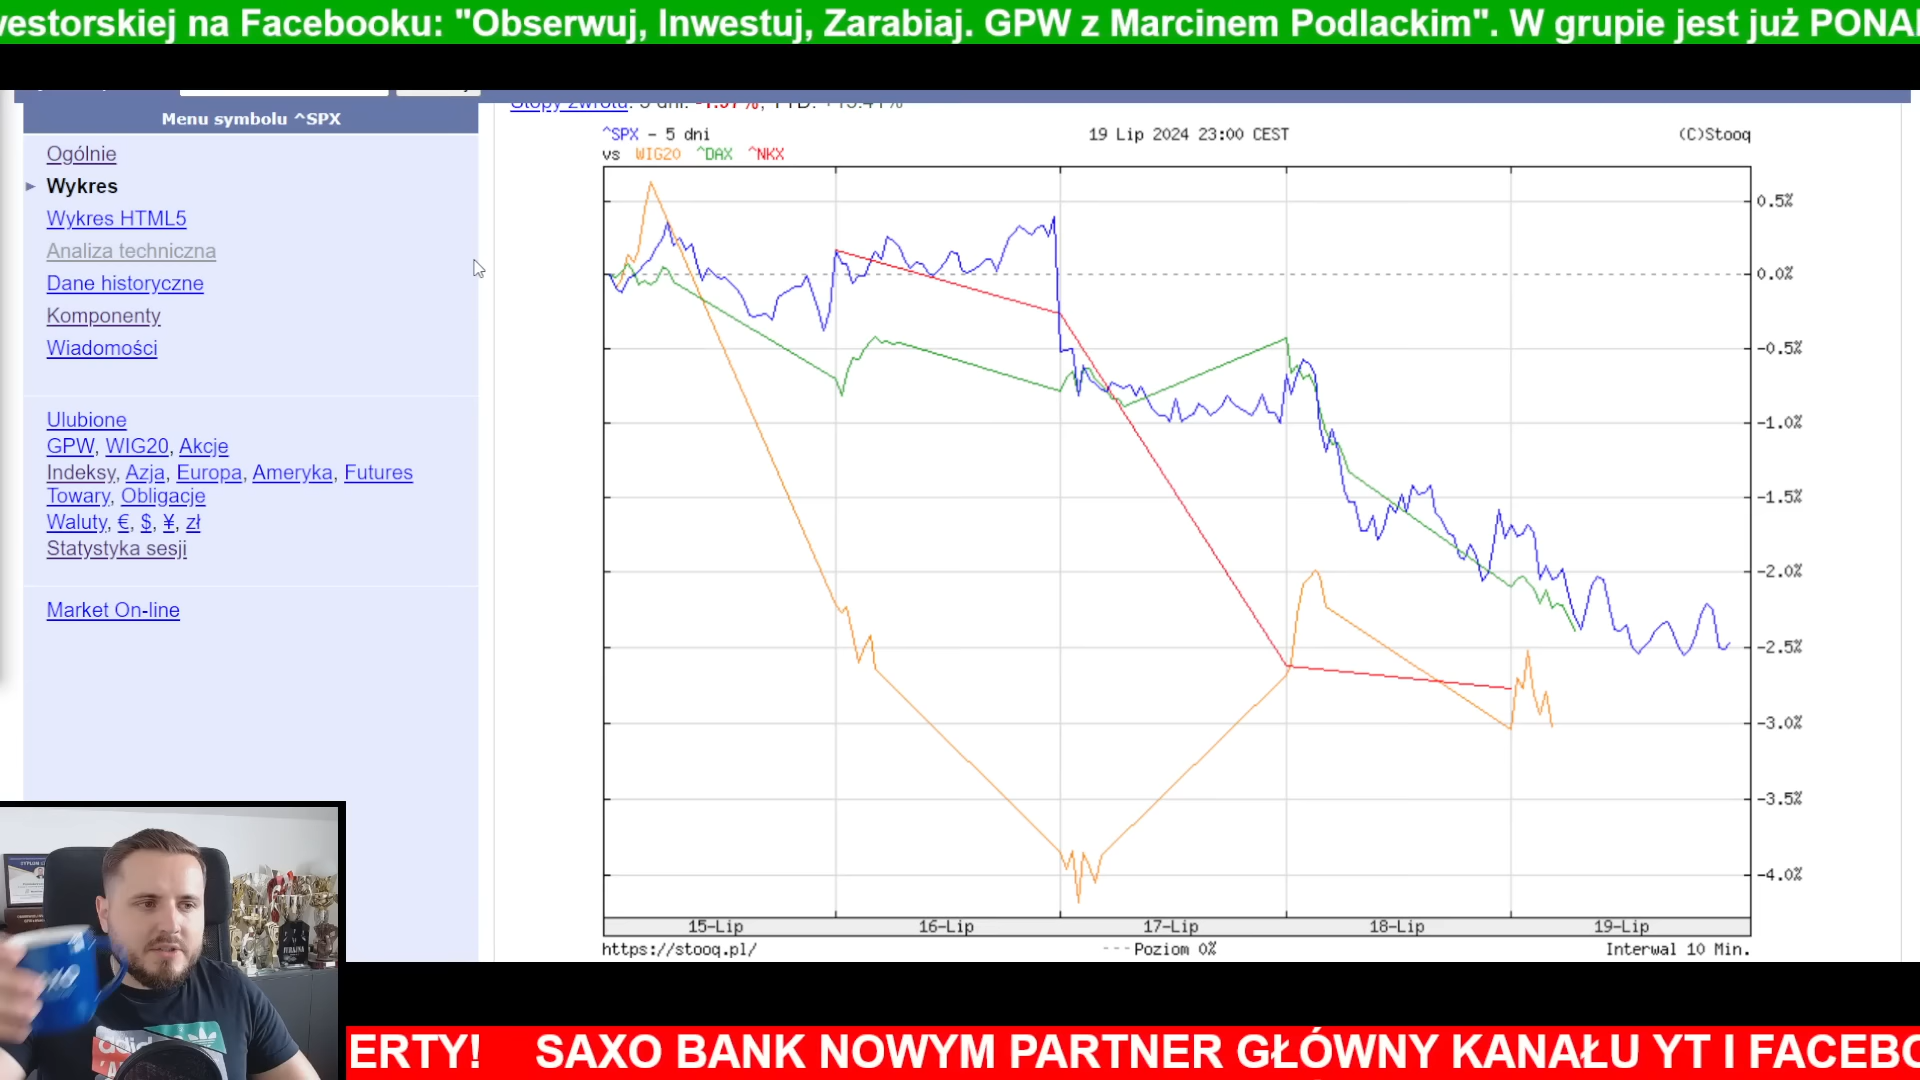 westorskiej na Facebooku: "Obserwuj, Inwestuj, Zarabiaj. GPW z Marcinem Podlackim". W grupie jest już PONA
Menu symbolu ^SPX
Ogólnie
Wykres
Wykres HTML5
Analiza techniczna
Dane historyczne
Komponenty
Wiadomości
Ulubione
GPW, WIG20, Akcje
Indeksy, Azja, Europa, Ameryka, Futures
Towary, Obligacje
Waluty, €, $, ¥, zł
Statystyka sesji
Market On-line
^SPX - 5 dni
19 Lip 2024 23:00 CEST
(C)Stooq
vs WIG20 ^DAX ^NKX
0.5%
0.0%
-0.5%
-1.0%
-1.5%
-2.0%
-2.5%
-3.0%
-3.5%
-4.0%
15-Lip 16-Lip 17-Lip 18-Lip 19-Lip
https://stooq.pl/
---Poziom 0%
Interwal 10 Min.
adidas
ERTY! SAXO BANK NOWYM PARTNER GŁÓWNY KANAŁU YT I FACEBO